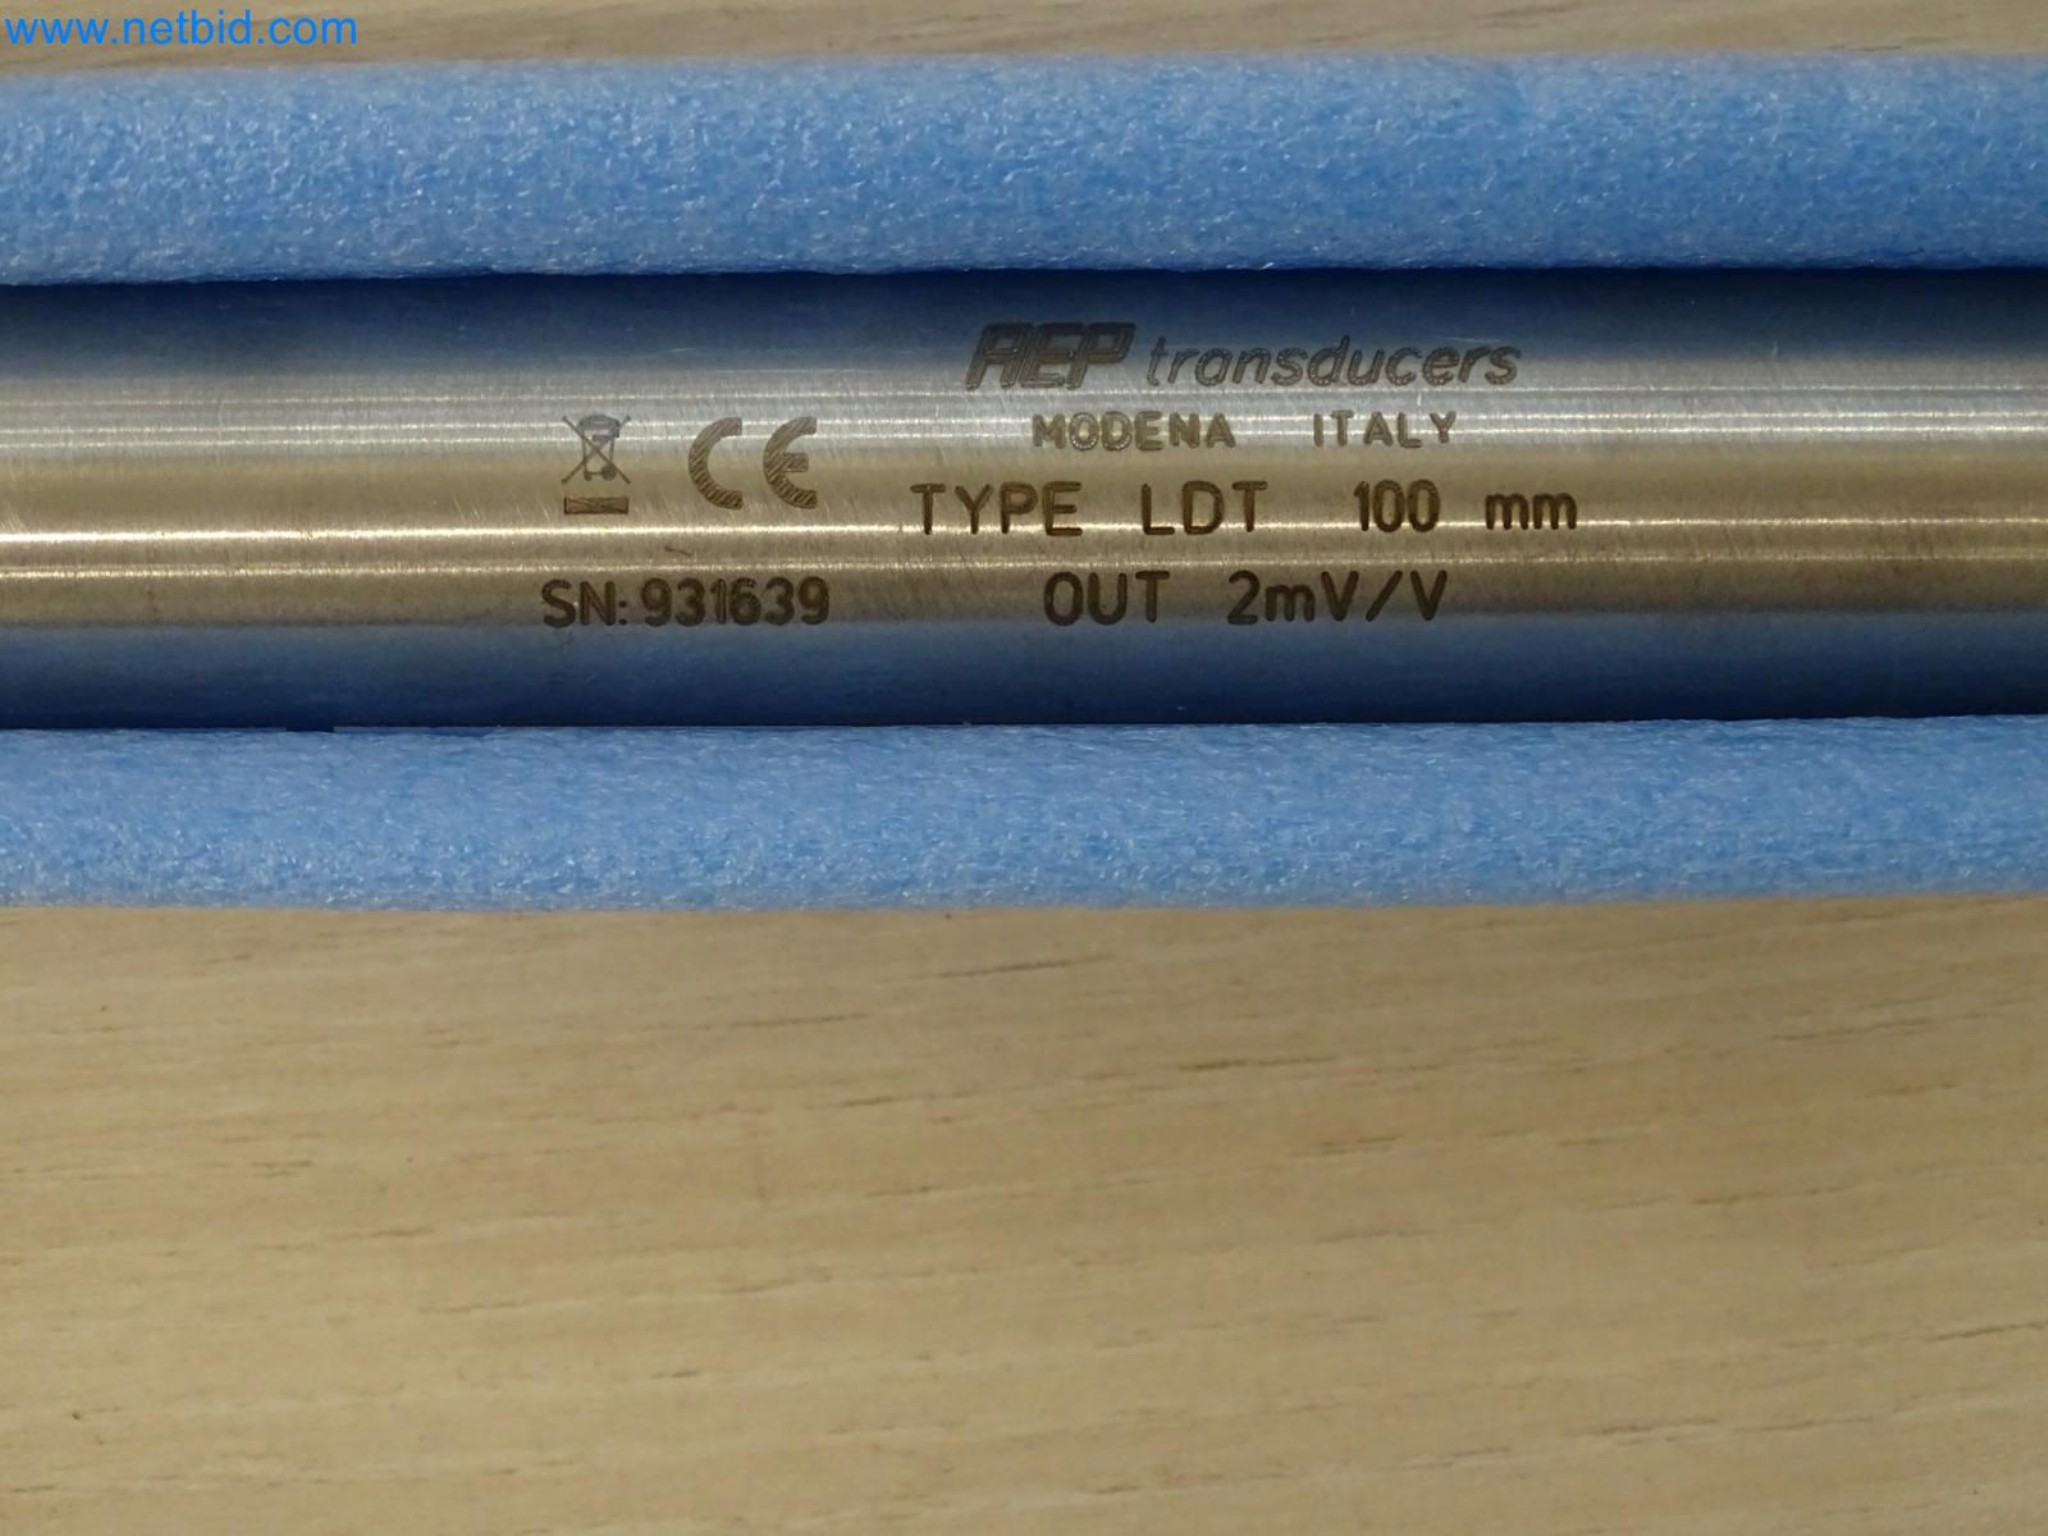 www.netbid.com
AEP transducers
MODENA ITALY
CE
TYPE LDT 100 mm
SN: 931639
OUT 2mV/V